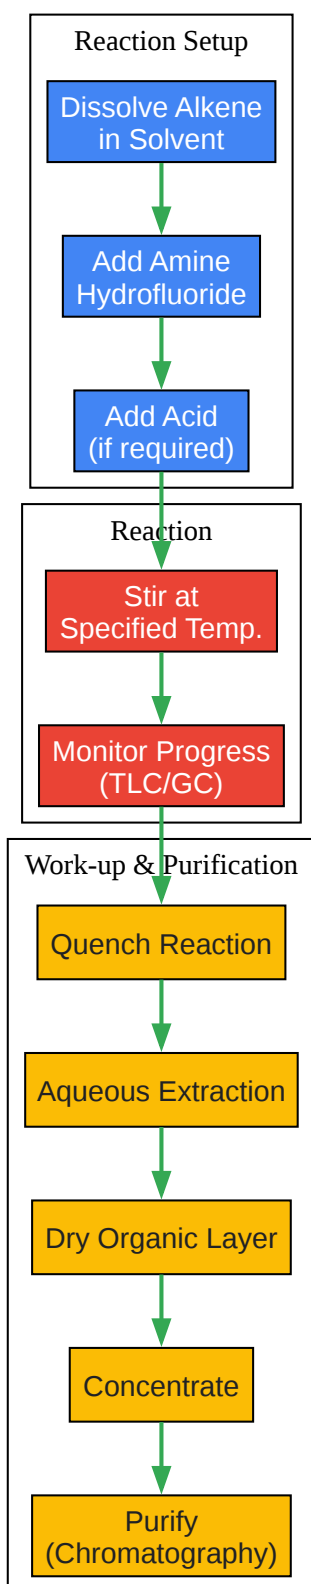 Reaction Setup
Dissolve Alkene
in Solvent
Add Amine
Hydrofluoride
Add Acid
(if required)
Reaction
Stir at
Specified Temp.
Monitor Progress
(TLC/GC)
Work-up & Purification
Quench Reaction
Aqueous Extraction
Dry Organic Layer
Concentrate
Purify
(Chromatography)